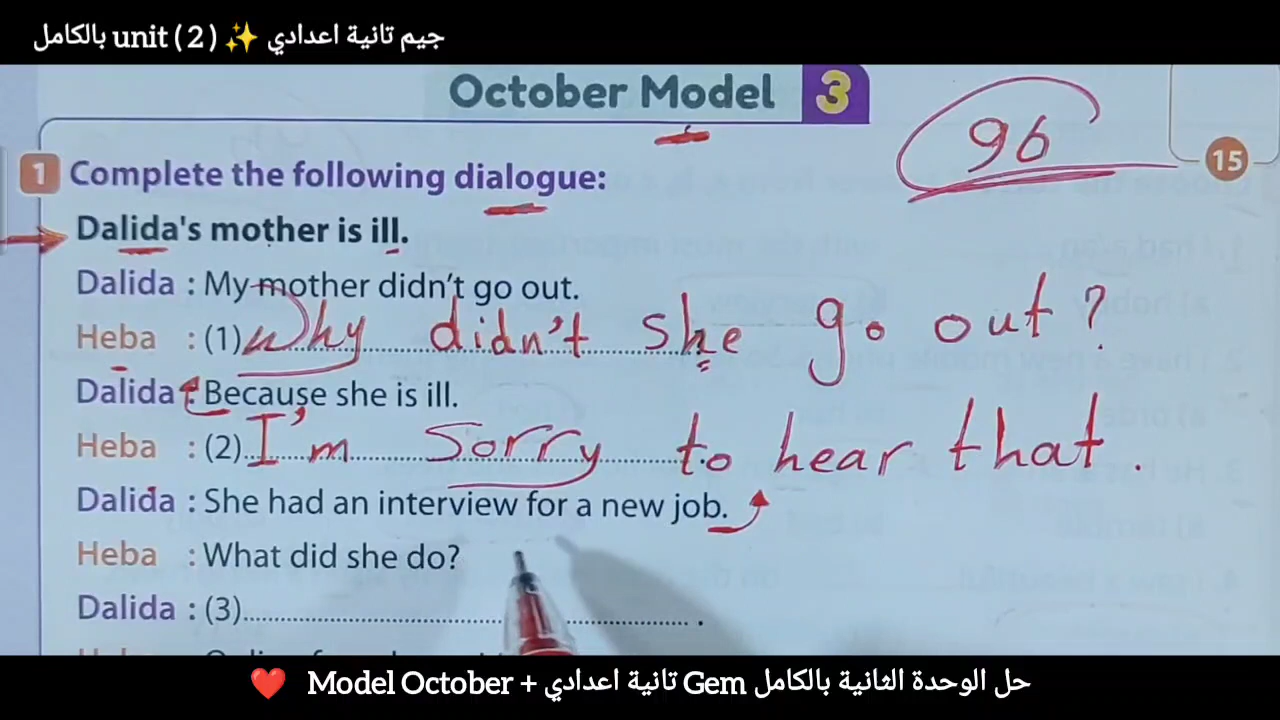 جيم تانية اعدادي ✨ unit ( 2 ) بالكامل
October Model 3
96
15
1 Complete the following dialogue:
Dalida's mother is ill.
Dalida : My mother didn't go out.
Heba : (1) Why didn't she go out ?
Dalida : Because she is ill.
Heba : (2) I'm sorry to hear that.
Dalida : She had an interview for a new job.
Heba : What did she do?
Dalida : (3)........................................................ .
حل الوحدة الثانية بالكامل Gem تانية اعدادي + Model October ❤️